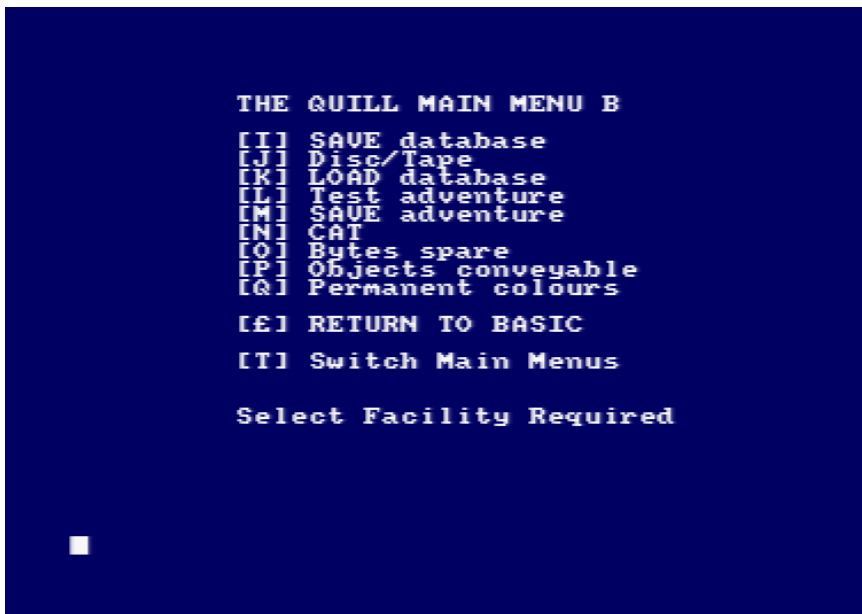 THE QUILL MAIN MENU B
[I] SAVE database
[J] Disc/Tape
[K] LOAD database
[L] Test adventure
[M] SAVE adventure
[N] CAT
[O] Bytes spare
[P] Objects conveyable
[Q] Permanent colours
[£] RETURN TO BASIC
[T] Switch Main Menus
Select Facility Required